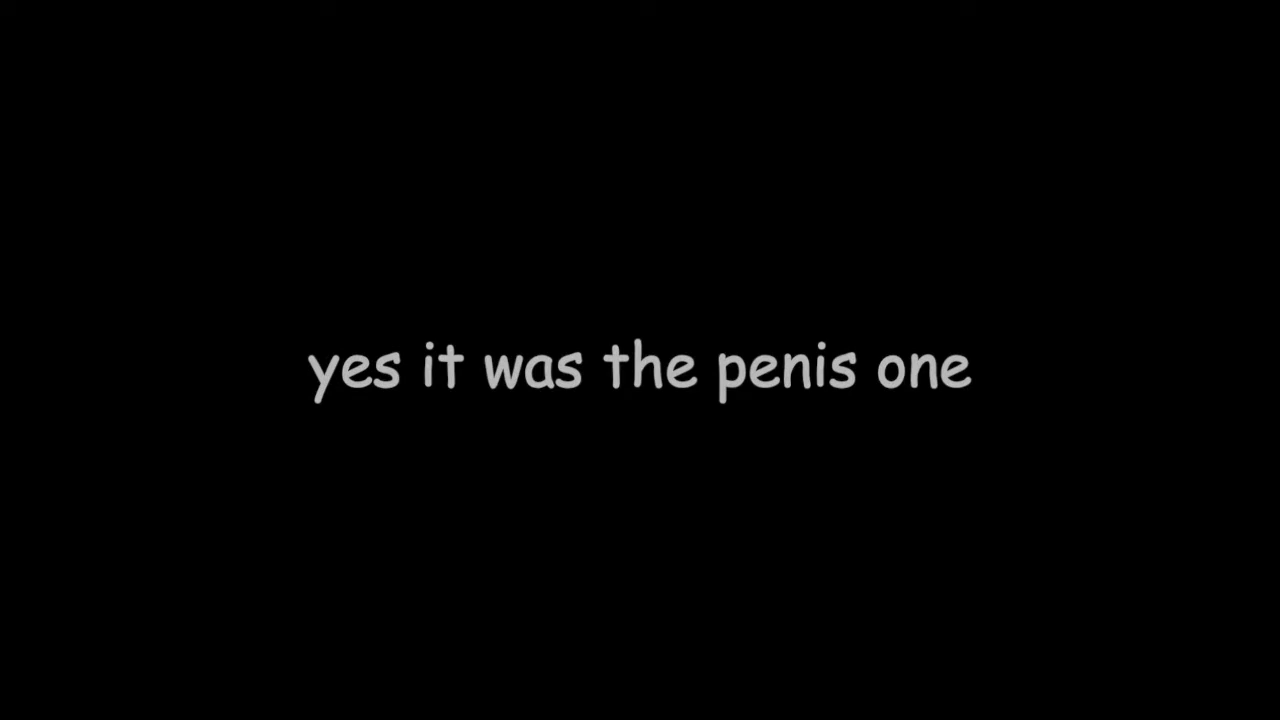 yes it was the penis one